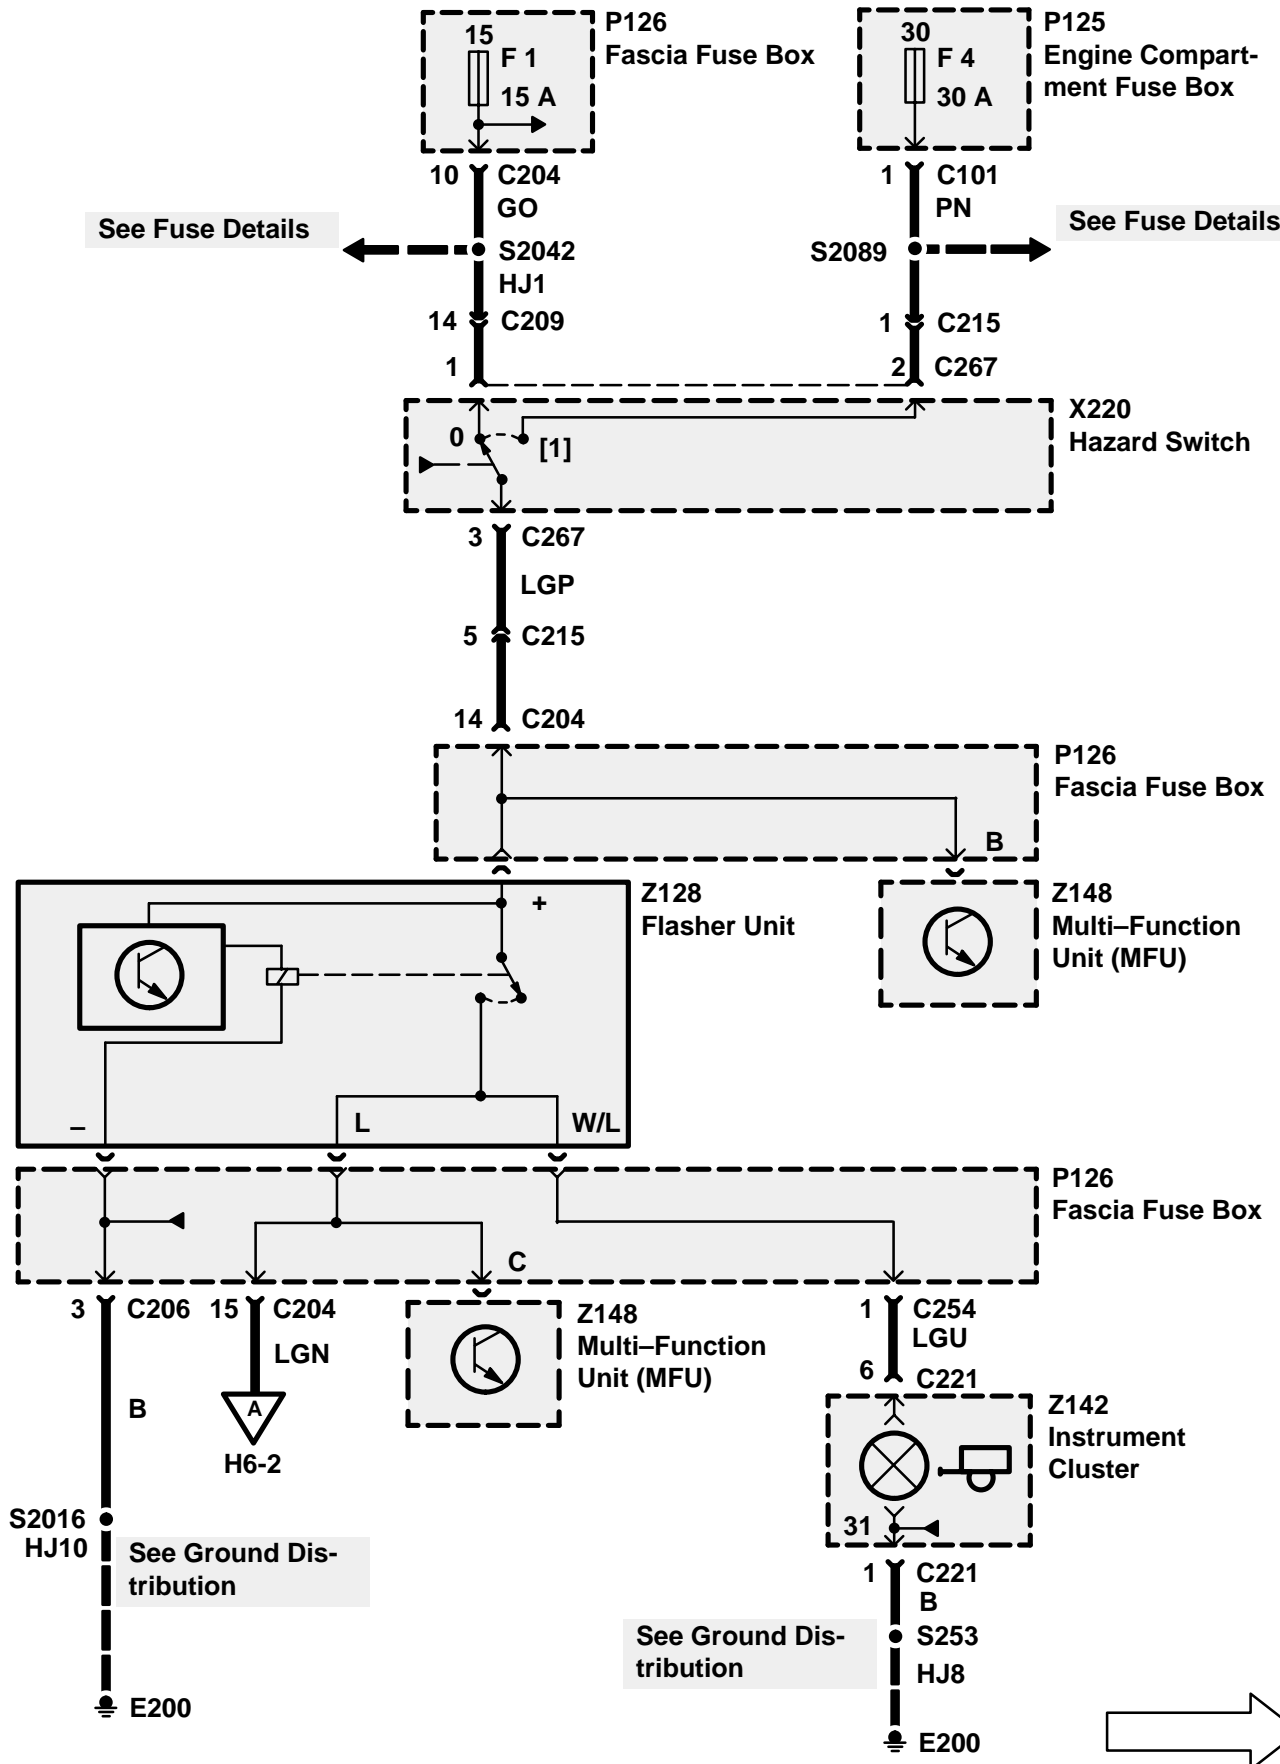 15
F 1
15 A
P126
Fascia Fuse Box
30
F 4
30 A
P125
Engine Compart-
ment Fuse Box
10
C204
GO
1
C101
PN
See Fuse Details
S2042
HJ1
S2089
See Fuse Details
14
C209
1
C215
1
2
C267
0
[1]
X220
Hazard Switch
3
C267
LGP
5
C215
14
C204
P126
Fascia Fuse Box
B
+
Z128
Flasher Unit
Z148
Multi–Function
Unit (MFU)
–
L
W/L
P126
Fascia Fuse Box
C
3
C206
15
C204
LGN
Z148
Multi–Function
Unit (MFU)
1
C254
LGU
6
C221
B
A
H6-2
Z142
Instrument
Cluster
31
S2016
HJ10
See Ground Dis-
tribution
1
C221
B
See Ground Dis-
tribution
S253
HJ8
E200
E200